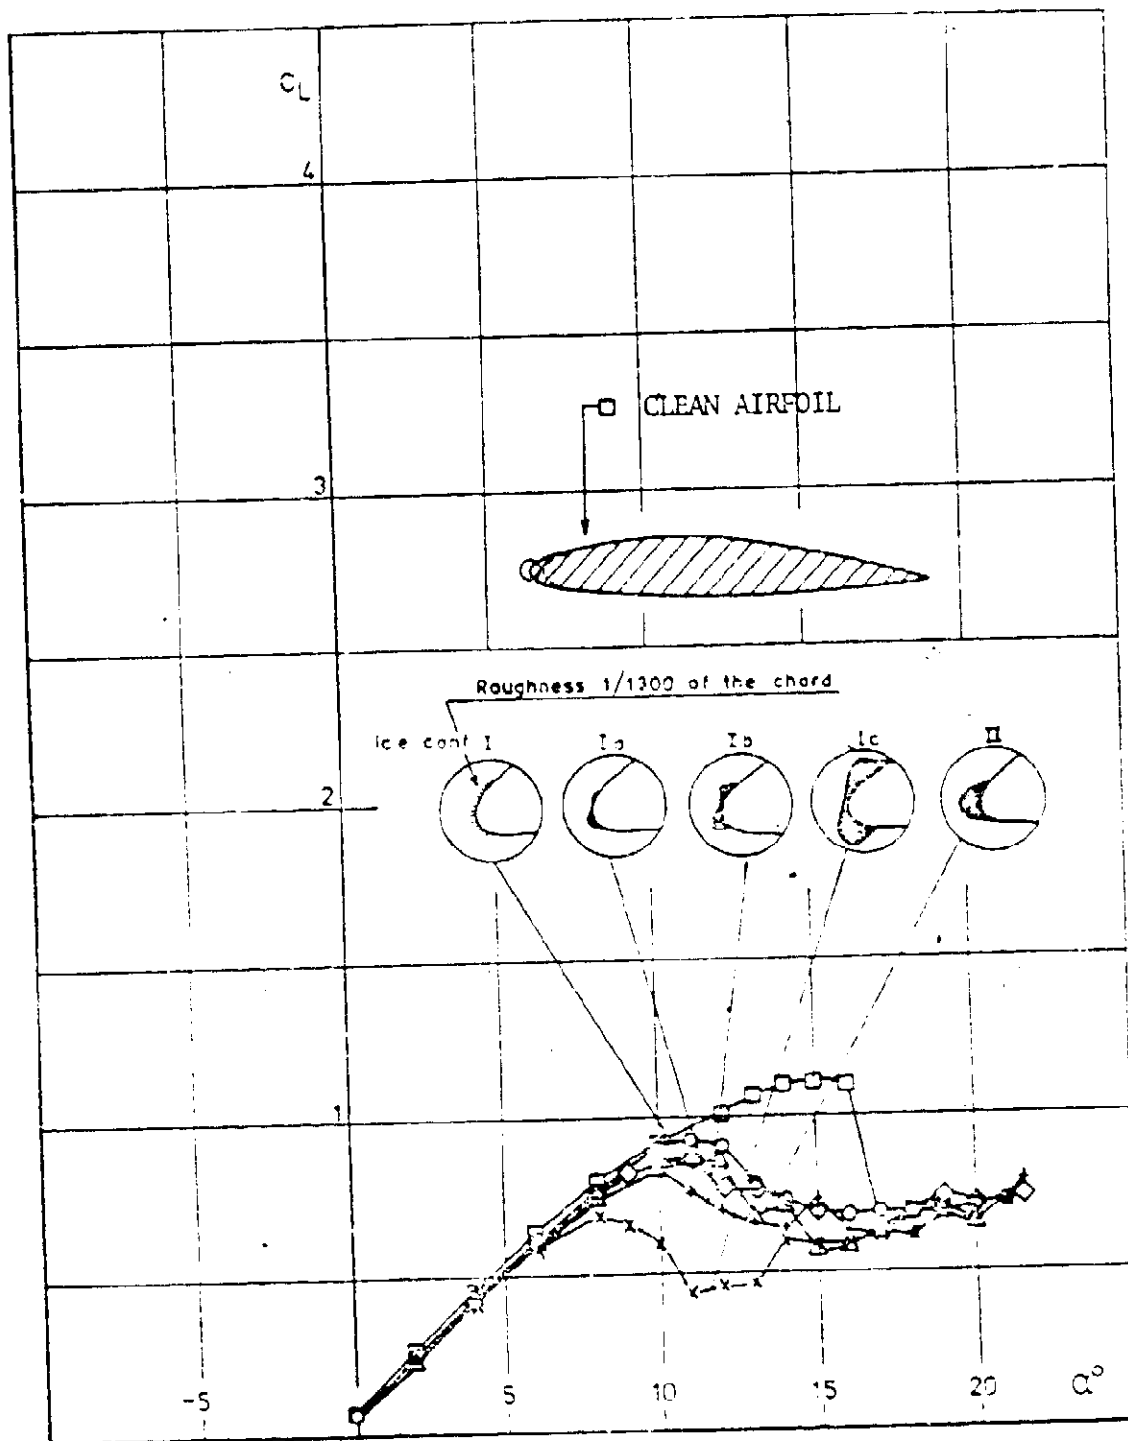 CL
4
CLEAN AIRFOIL
3
Roughness 1/1300 of the chord
Ice conf I Ia Ib Ic II
2
1
-5 5 10 15 20 α°